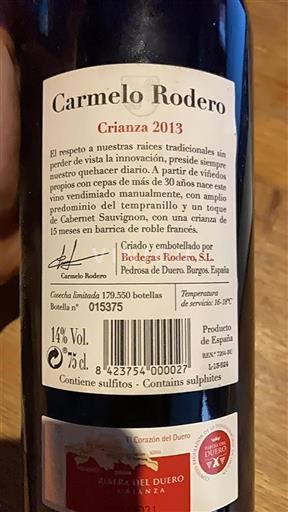 Carmelo Rodero
Crianza 2013
El respeto a nuestras raices tradicionales sin
perder de vista la innovación, preside siempre
nuestro quehacer diario. A partir de viñedos
propios con cepas de más de 30 años nace este
vino vendimiado manualmente, con amplio
predominio del tempranillo y un toque
de Cabernet Sauvignon, con una crianza de
15 meses en barrica de roble francés.
Carmelo Rodero
Criado y embotellado por
Bodegas Rodero, S.L.
Pedrosa de Duero. Burgos. España
Cosecha limitada 179.550 botellas
Botella nº 015375
Temperatura
de servicio: 16-18ºC
14% Vol.
75 cl.
8 423754 000027
Producto
de España
L-13-524
Contiene sulfitos - Contains sulphites
El Corazón del Duero
RIBERA DEL DUERO
CRIANZA
RIBERA DEL
DUERO